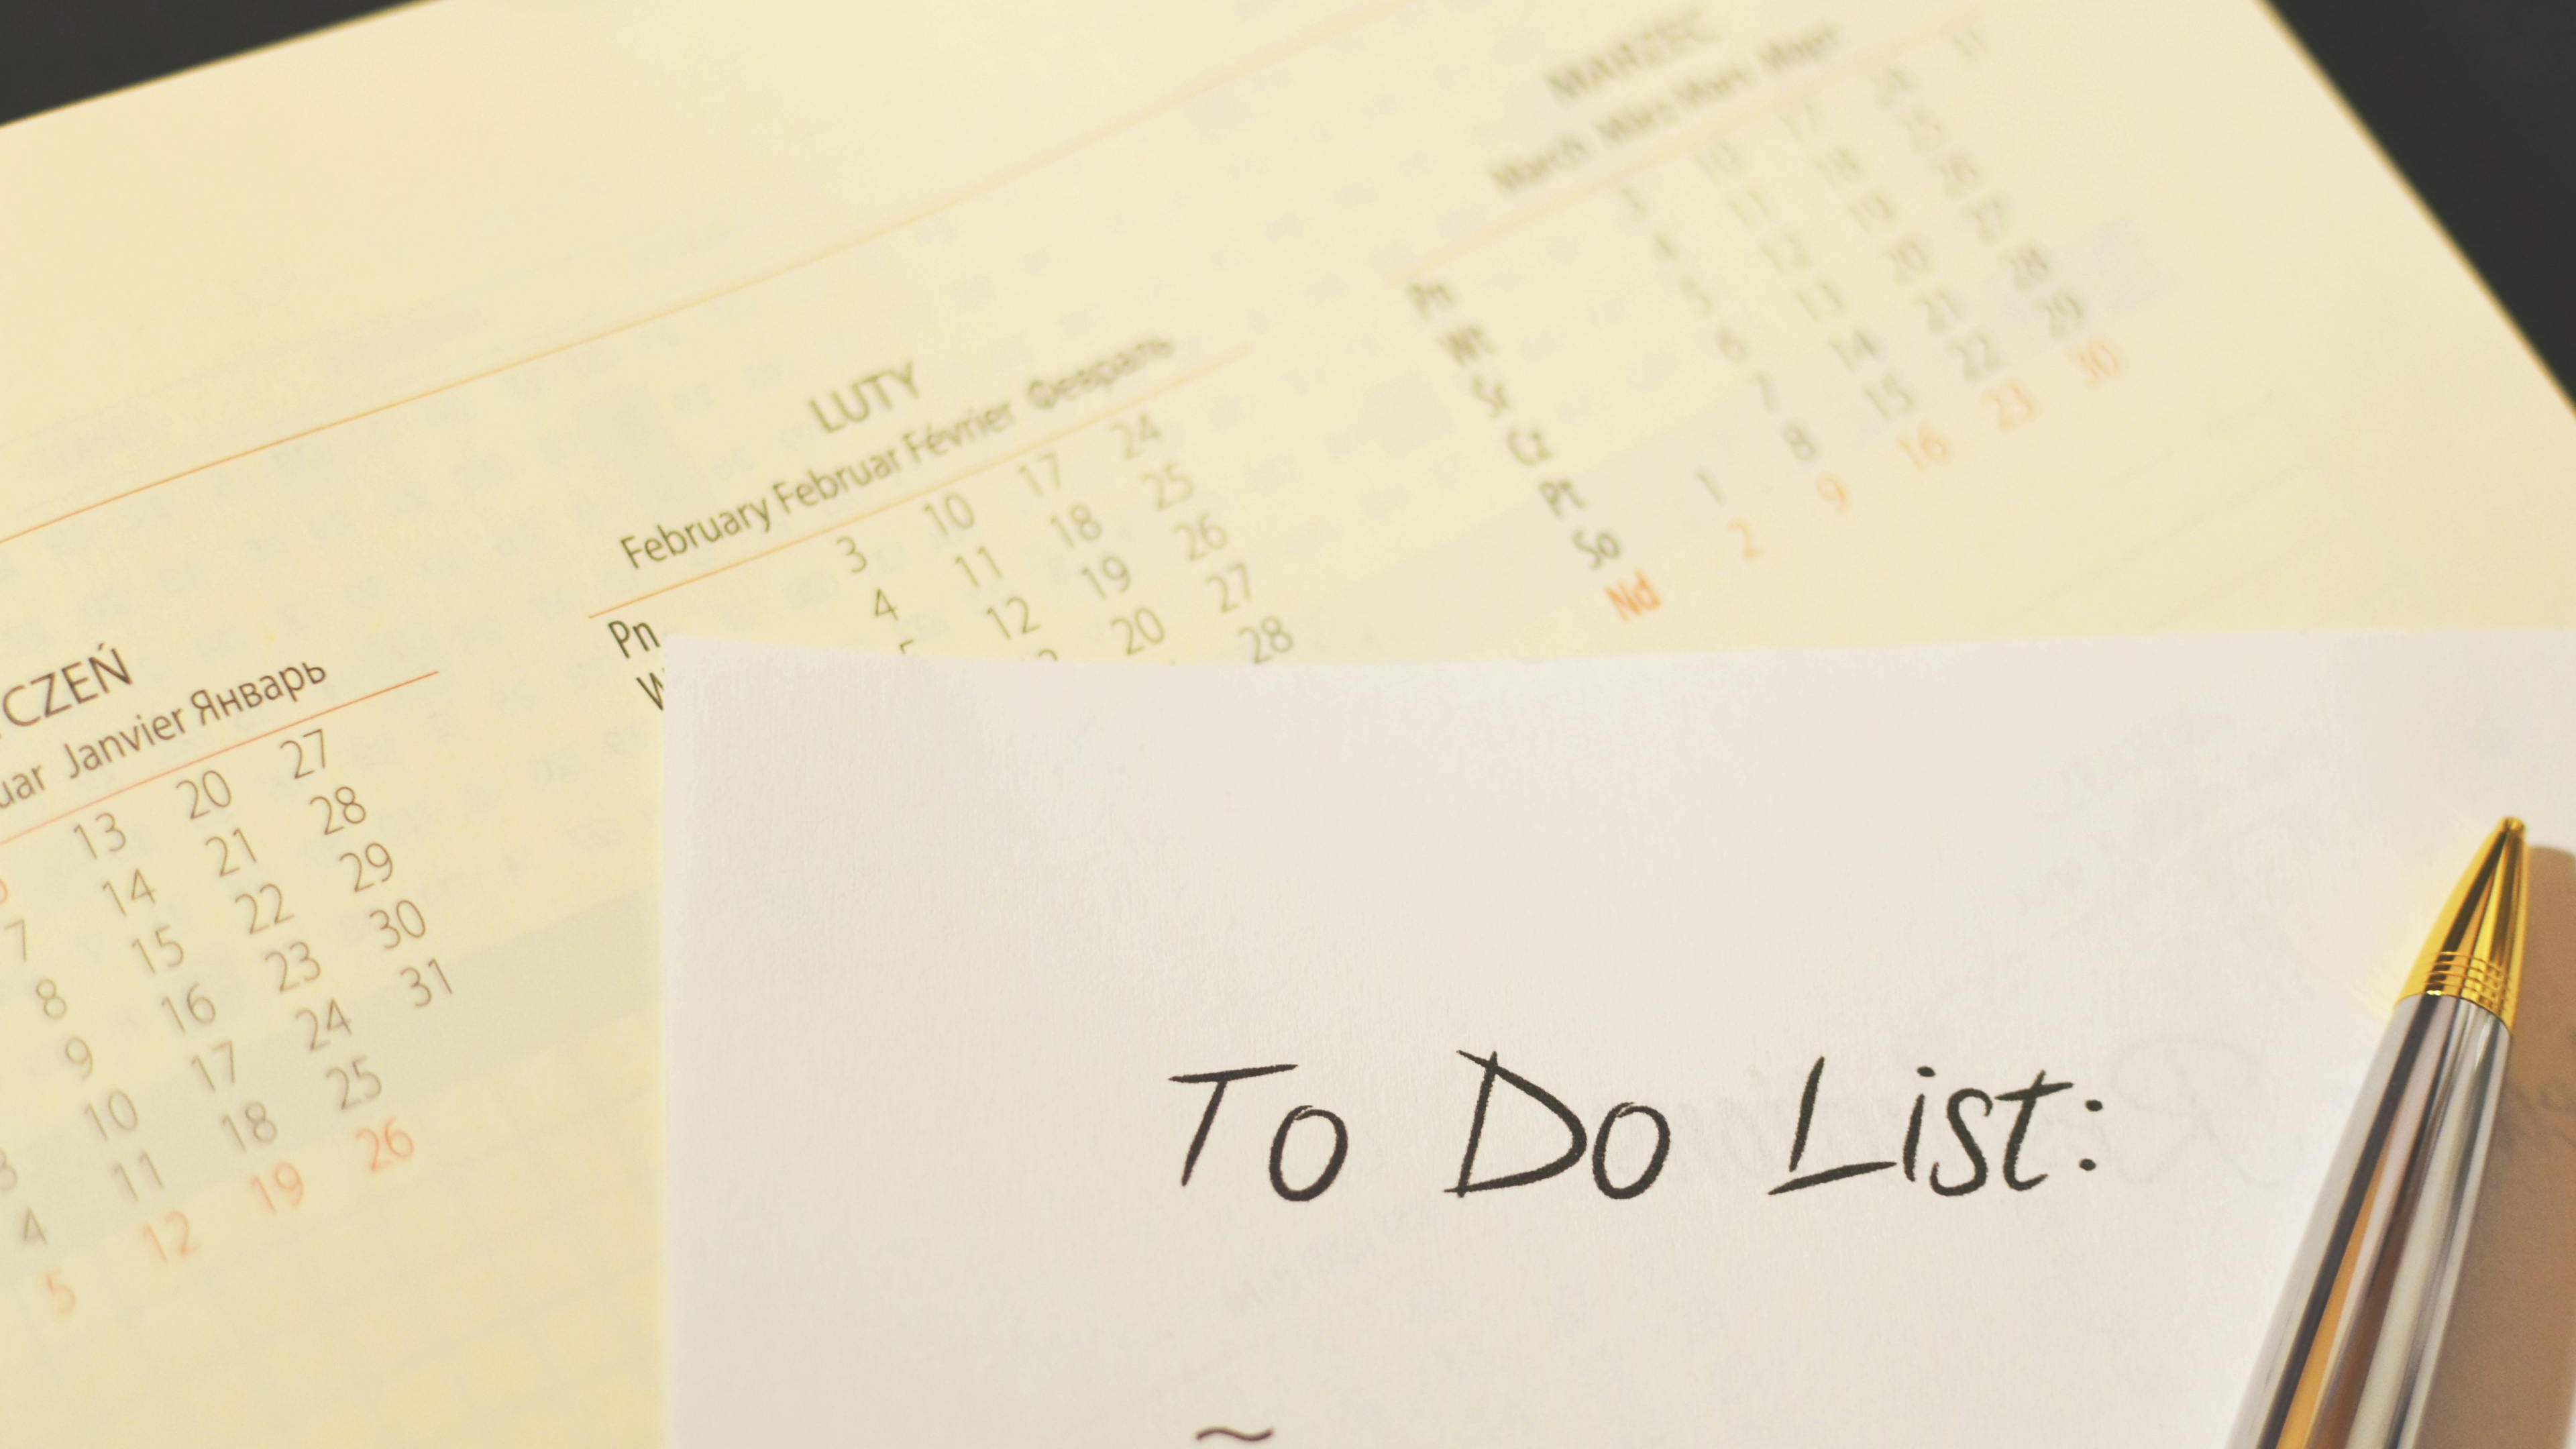 CZEŃ
uar Janvier Январь
13 20 27
7 14 21 28
8 15 22 29
9 16 23 30
3 10 17 24 31
4 11 18 25
5 12 19 26
LUTY
February Februar Février Февраль
Pn 3 10 17 24
4 11 18 25
12 19 26
20 27
28
MARZEC
March März Mars Март
Pn 3 10 17 24 31
Wt 4 11 18 25
Śr 5 12 19 26
Cz 6 13 20 27
Pt 7 14 21 28
So 1 8 15 22 29
Nd 2 9 16 23 30
To Do List:
~